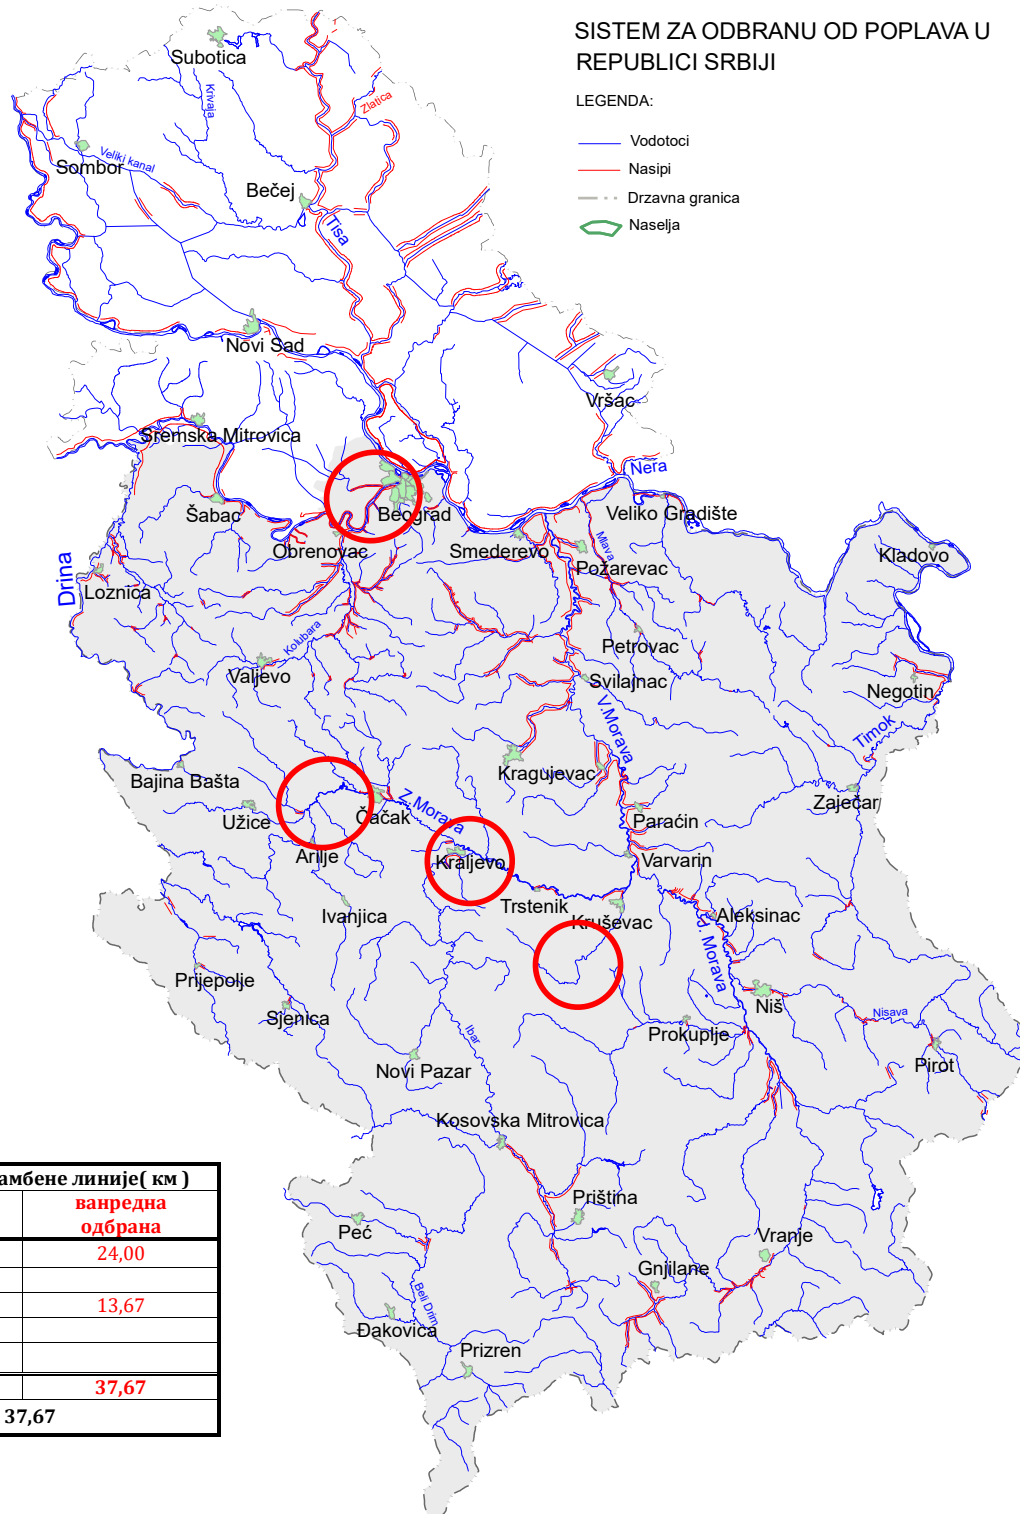 SISTEM ZA ODBRANU OD POPLAVA U
REPUBLICI SRBIJI
LEGENDA:
Vodotoci
Nasipi
Drzavna granica
Naselja
Subotica
Krivaja
Zlatica
Sombor
Veliki kanal
Bečej
Tisa
Novi Sad
Vršac
Sremska Mitrovica
Nera
Šabac
Beograd
Veliko Gradište
Obrenovac
Smederevo
Mlava
Kladovo
Požarevac
Drina
Loznica
Kolubara
Petrovac
Valjevo
Svilajnac
Negotin
V.Morava
Timok
Bajina Bašta
Kragujevac
Zaječar
Užice
Čačak
Z.Morava
Paraćin
Arilje
Kraljevo
Varvarin
Ivanjica
Trstenik
Kruševac
Aleksinac
J. Morava
Prijepolje
Niš
Sjenica
Ibar
Prokuplje
Nisava
Novi Pazar
Pirot
Kosovska Mitrovica
Priština
Peć
Vranje
Gnjilane
Beli Drim
Đakovica
Prizren
амбене линије( км )
ванредна
одбрана
24,00
13,67
37,67
37,67